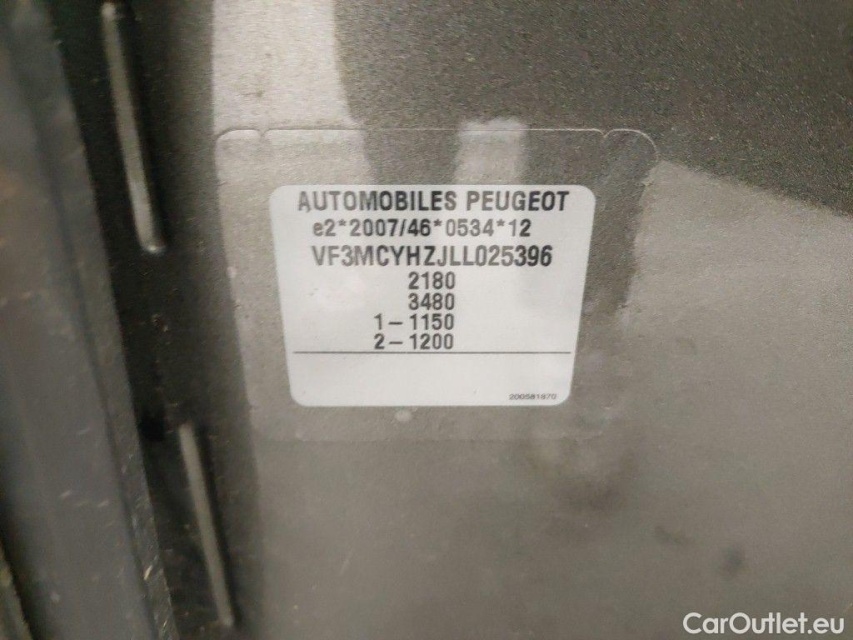 AUTOMOBILES PEUGEOT
e2*2007/46*0534*12
VF3MCYHZJLL025396
2180
3480
1-1150
2-1200
200581870
CarOutlet.eu